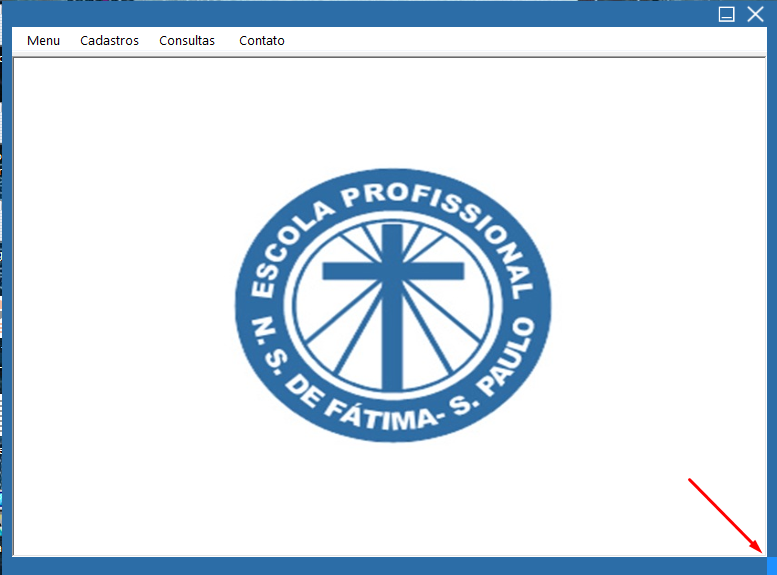 Menu Cadastros Consultas Contato
ESCOLA PROFISSIONAL
N. S. DE FÁTIMA- S. PAULO